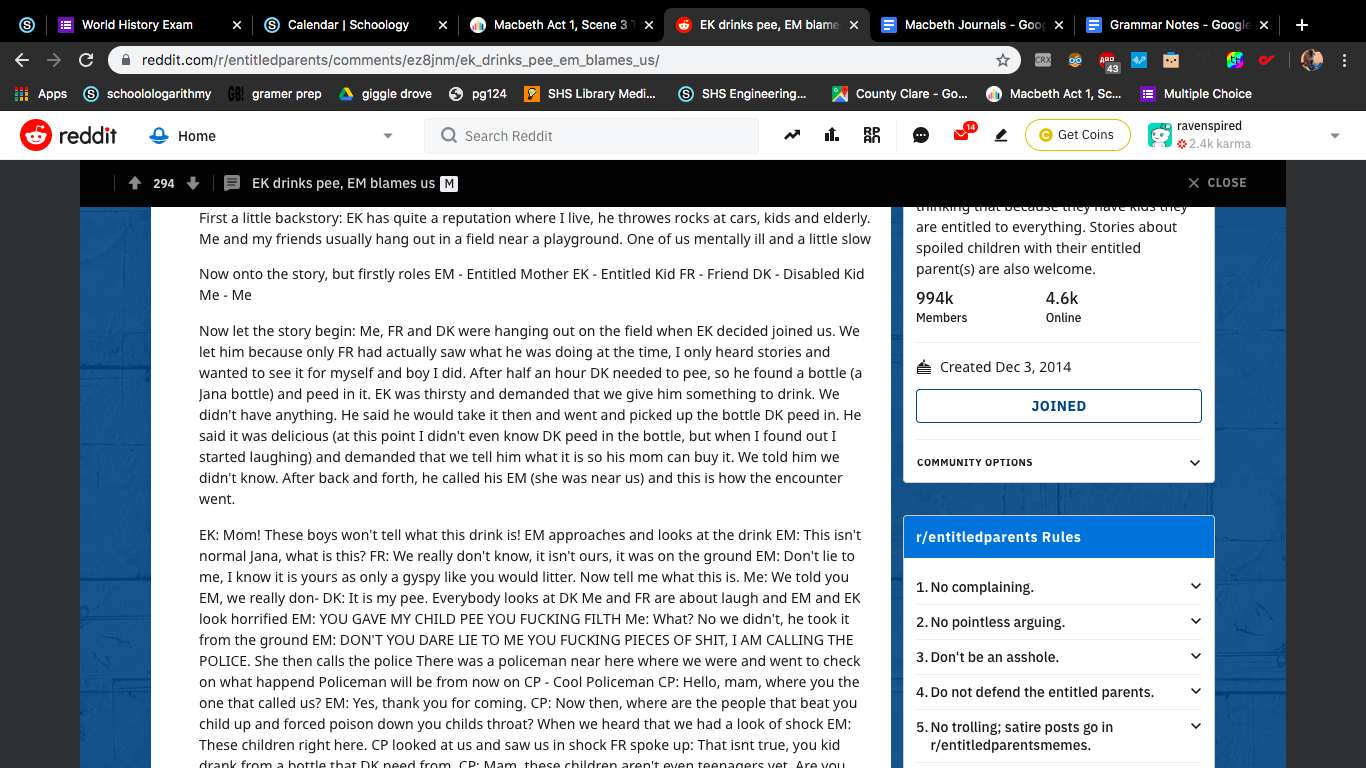 World History Exam
Calendar | Schoology
Macbeth Act 1, Scene 3 T
EK drinks pee, EM blame
Macbeth Journals - Goog
Grammar Notes - Google
reddit.com/r/entitledparents/comments/ez8jnm/ek_drinks_pee_em_blames_us/
CRX
ABP
43
Apps
schoolologarithmy
GB!
gramer prep
giggle drove
pg124
SHS Library Medi...
SHS Engineering...
County Clare - Go...
Macbeth Act 1, Sc...
Multiple Choice
reddit
Home
Search Reddit
14
Get Coins
ravenspired
2.4k karma
294
EK drinks pee, EM blames us
M
CLOSE
First a little backstory: EK has quite a reputation where I live, he throwes rocks at cars, kids and elderly.
Me and my friends usually hang out in a field near a playground. One of us mentally ill and a little slow
Now onto the story, but firstly roles EM - Entitled Mother EK - Entitled Kid FR - Friend DK - Disabled Kid
Me - Me
Now let the story begin: Me, FR and DK were hanging out on the field when EK decided joined us. We
let him because only FR had actually saw what he was doing at the time, I only heard stories and
wanted to see it for myself and boy I did. After half an hour DK needed to pee, so he found a bottle (a
Jana bottle) and peed in it. EK was thirsty and demanded that we give him something to drink. We
didn't have anything. He said he would take it then and went and picked up the bottle DK peed in. He
said it was delicious (at this point I didn't even know DK peed in the bottle, but when I found out I
started laughing) and demanded that we tell him what it is so his mom can buy it. We told him we
didn't know. After back and forth, he called his EM (she was near us) and this is how the encounter
went.
EK: Mom! These boys won't tell what this drink is! EM approaches and looks at the drink EM: This isn't
normal Jana, what is this? FR: We really don't know, it isn't ours, it was on the ground EM: Don't lie to
me, I know it is yours as only a gyspy like you would litter. Now tell me what this is. Me: We told you
EM, we really don- DK: It is my pee. Everybody looks at DK Me and FR are about laugh and EM and EK
look horrified EM: YOU GAVE MY CHILD PEE YOU FUCKING FILTH Me: What? No we didn't, he took it
from the ground EM: DON'T YOU DARE LIE TO ME YOU FUCKING PIECES OF SHIT, I AM CALLING THE
POLICE. She then calls the police There was a policeman near here where we were and went to check
on what happend Policeman will be from now on CP - Cool Policeman CP: Hello, mam, where you the
one that called us? EM: Yes, thank you for coming. CP: Now then, where are the people that beat you
child up and forced poison down you childs throat? When we heard that we had a look of shock EM:
These children right here. CP looked at us and saw us in shock FR spoke up: That isnt true, you kid
drank from a bottle that DK peed from. CP: Mam, these children aren't even teenagers yet. Are you
thinking that because they have kids they
are entitled to everything. Stories about
spoiled children with their entitled
parent(s) are also welcome.
994k
4.6k
Members
Online
Created Dec 3, 2014
JOINED
COMMUNITY OPTIONS
r/entitledparents Rules
1. No complaining.
2. No pointless arguing.
3. Don't be an asshole.
4. Do not defend the entitled parents.
5. No trolling; satire posts go in
r/entitledparentsmemes.